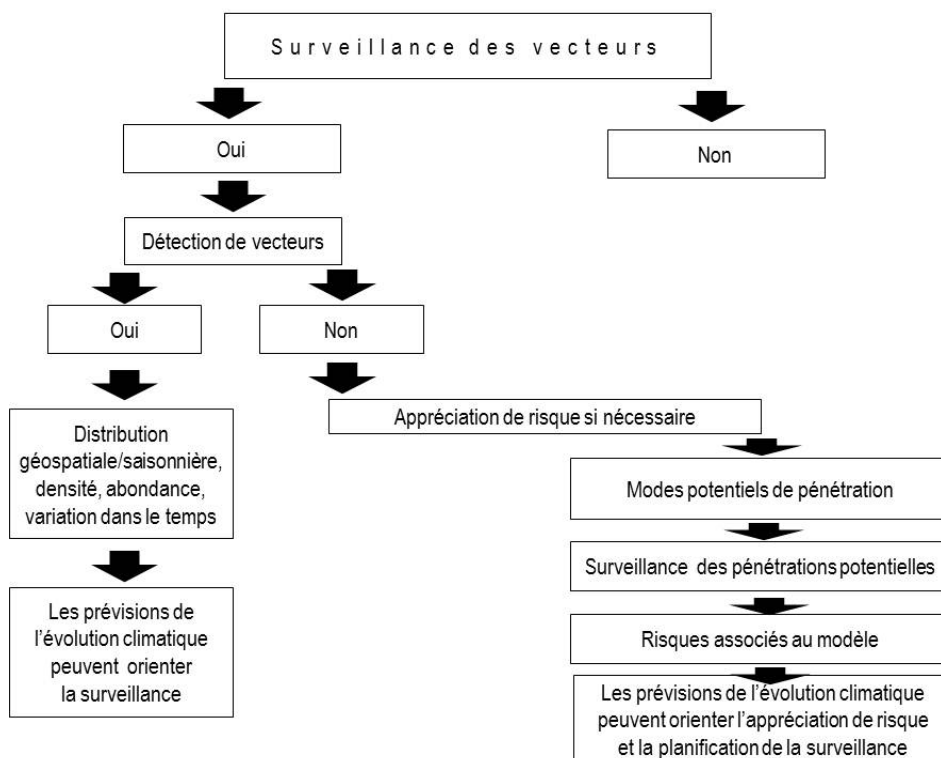 Surveillance des vecteurs
Oui
Non
Détection de vecteurs
Oui
Non
Distribution
géospatiale/saisonnière,
densité, abondance,
variation dans le temps
Les prévisions de
l’évolution climatique
peuvent orienter
la surveillance
Appréciation de risque si nécessaire
Modes potentiels de pénétration
Surveillance des pénétrations potentielles
Risques associés au modèle
Les prévisions de l’évolution climatique
peuvent orienter l’appréciation de risque
et la planification de la surveillance